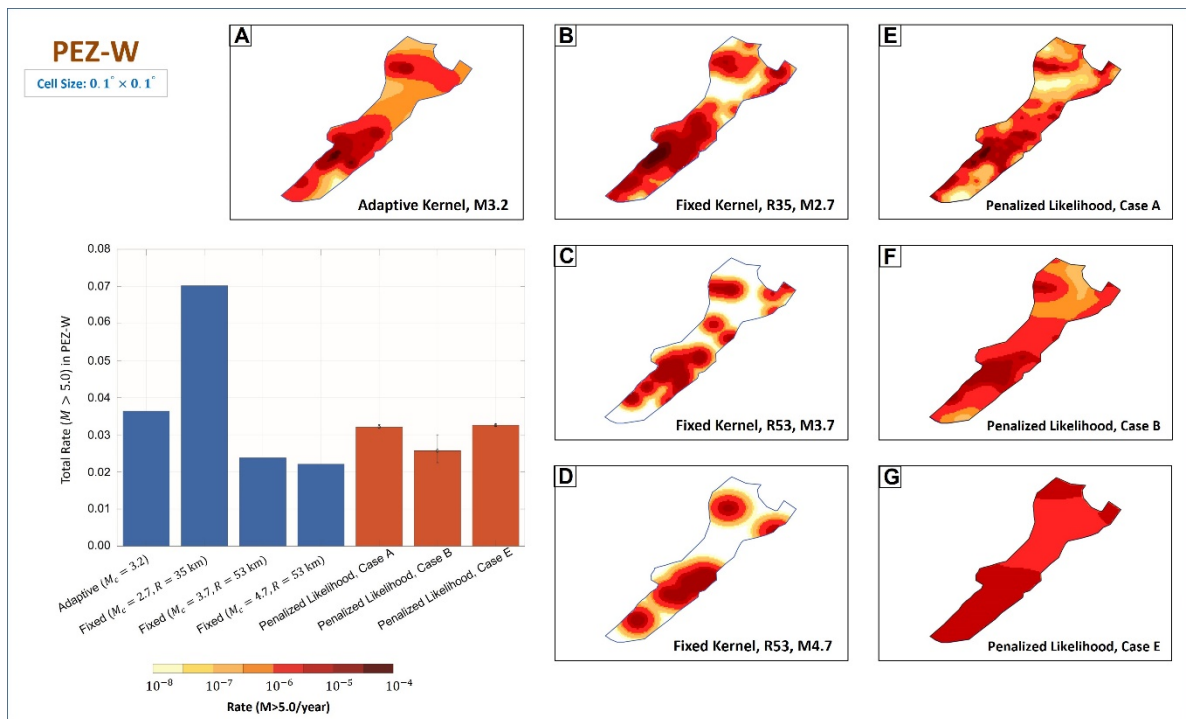 PEZ-W
Cell Size: 0.1° × 0.1°
A
Adaptive Kernel, M3.2
B
Fixed Kernel, R35, M2.7
E
Penalized Likelihood, Case A
C
Fixed Kernel, R53, M3.7
F
Penalized Likelihood, Case B
D
Fixed Kernel, R53, M4.7
G
Penalized Likelihood, Case E
Total Rate (M > 5.0) in PEZ-W
0.08
0.07
0.06
0.05
0.04
0.03
0.02
0.01
0.00
Adaptive (M_c = 3.2)
Fixed (M_c = 2.7, R = 35 km)
Fixed (M_c = 3.7, R = 53 km)
Fixed (M_c = 4.7, R = 53 km)
Penalized Likelihood, Case A
Penalized Likelihood, Case B
Penalized Likelihood, Case E
10⁻⁸ 10⁻⁷ 10⁻⁶ 10⁻⁵ 10⁻⁴
Rate (M>5.0/year)